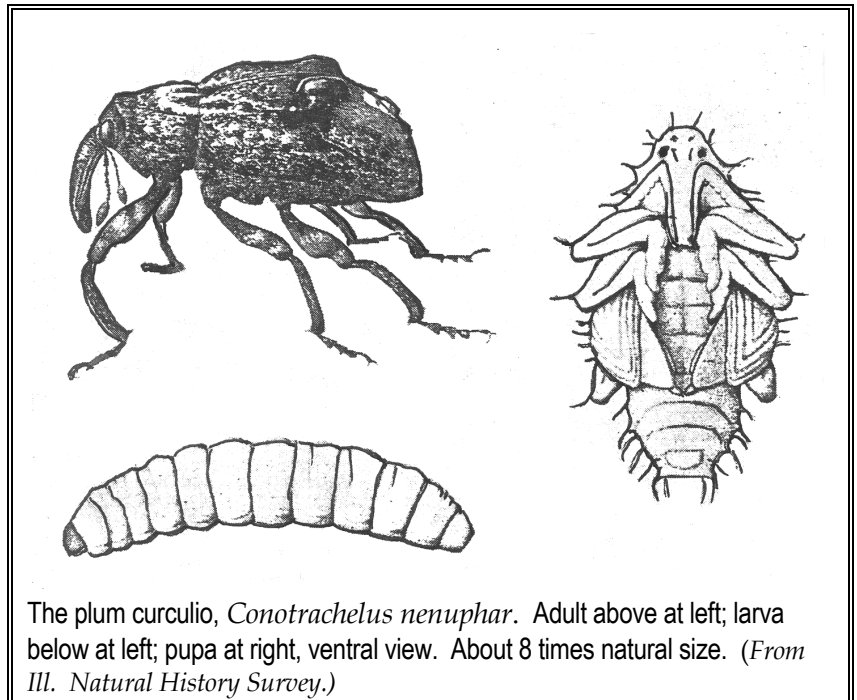 The plum curculio, Conotrachelus nenuphar. Adult above at left; larva
below at left; pupa at right, ventral view. About 8 times natural size. (From
Ill. Natural History Survey.)